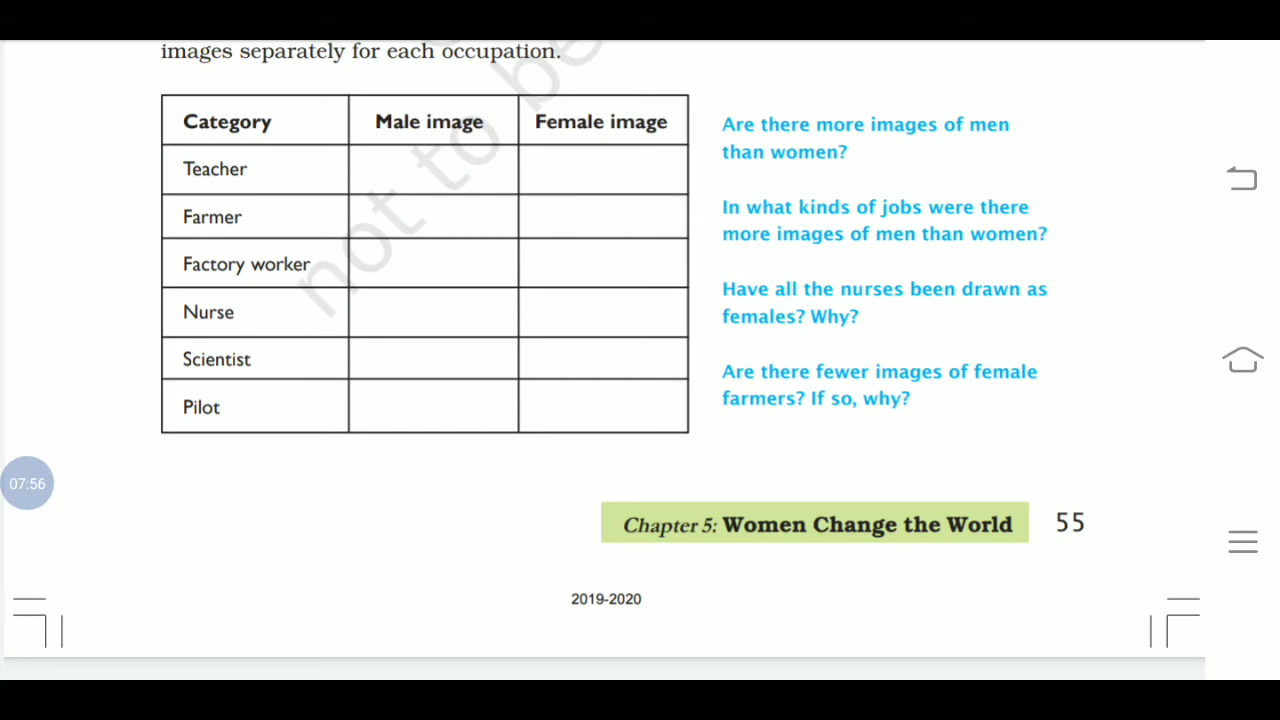 images separately for each occupation.
Category Male image Female image
Teacher
Farmer
Factory worker
Nurse
Scientist
Pilot
Are there more images of men
than women?
In what kinds of jobs were there
more images of men than women?
Have all the nurses been drawn as
females? Why?
Are there fewer images of female
farmers? If so, why?
not to be
07:56
Chapter 5: Women Change the World 55
2019-2020